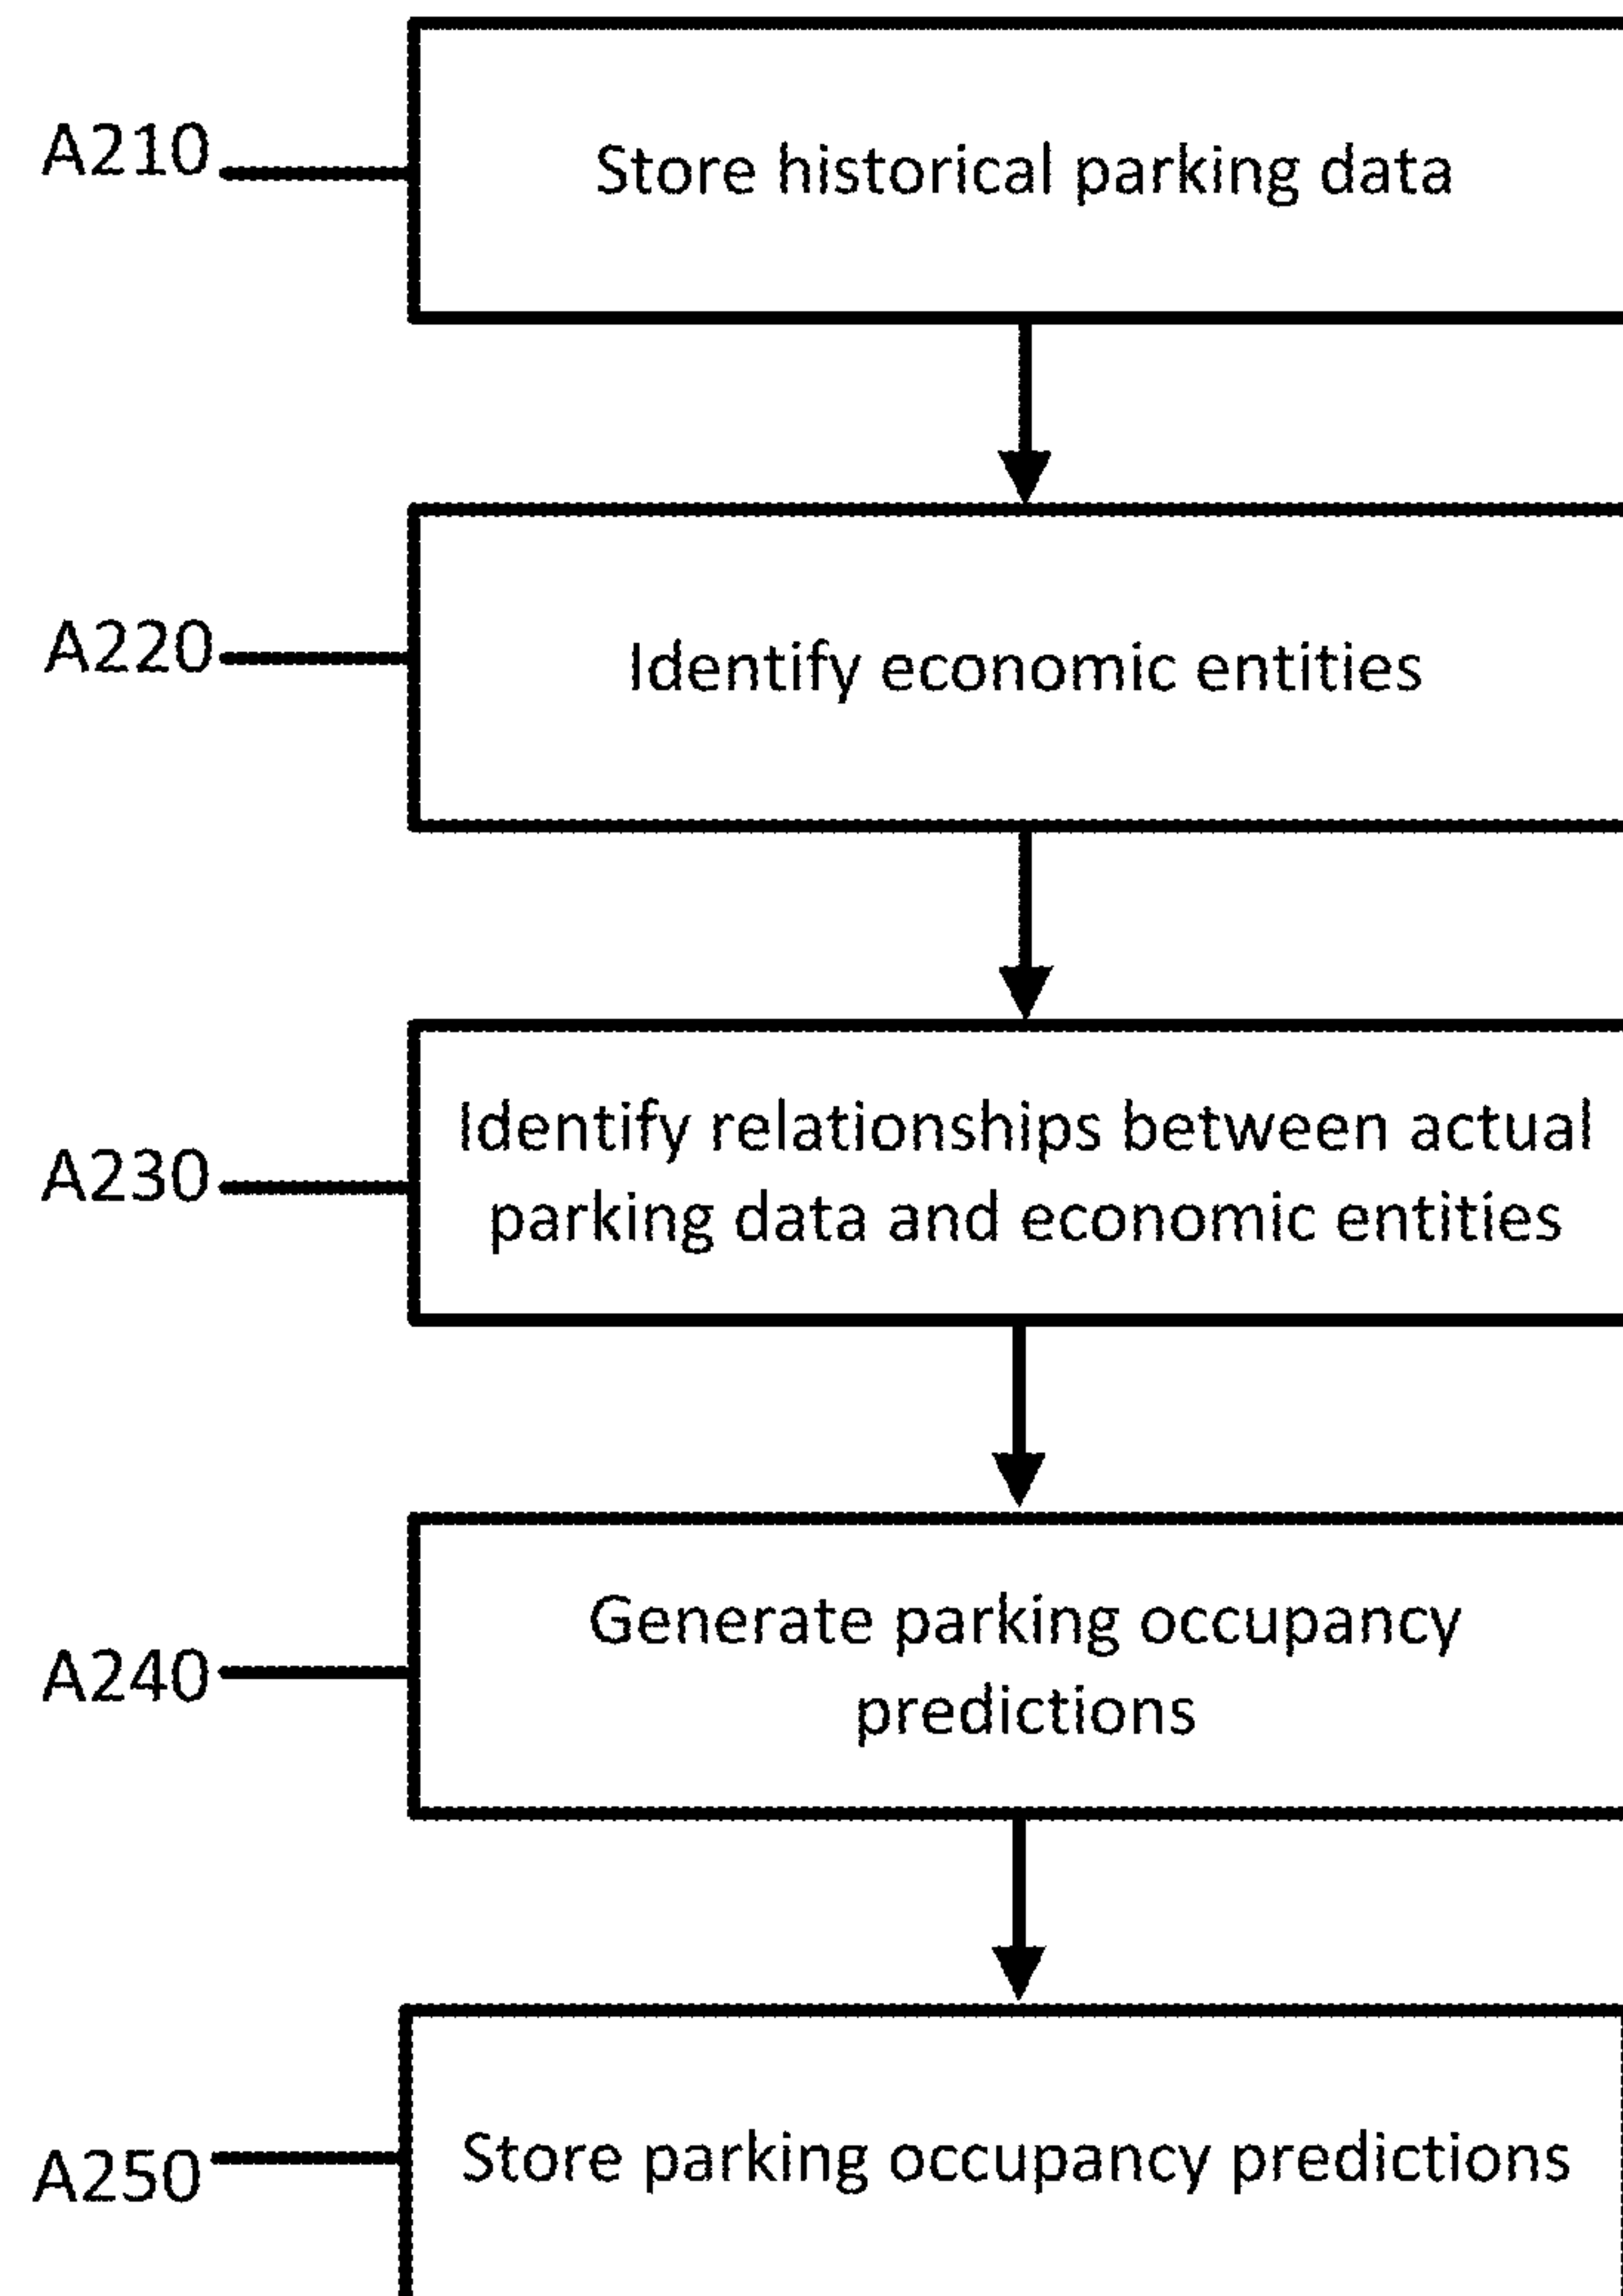 A210
Store historical parking data
A220
Identify economic entities
A230
Identify relationships between actual
parking data and economic entities
A240
Generate parking occupancy
predictions
A250
Store parking occupancy predictions